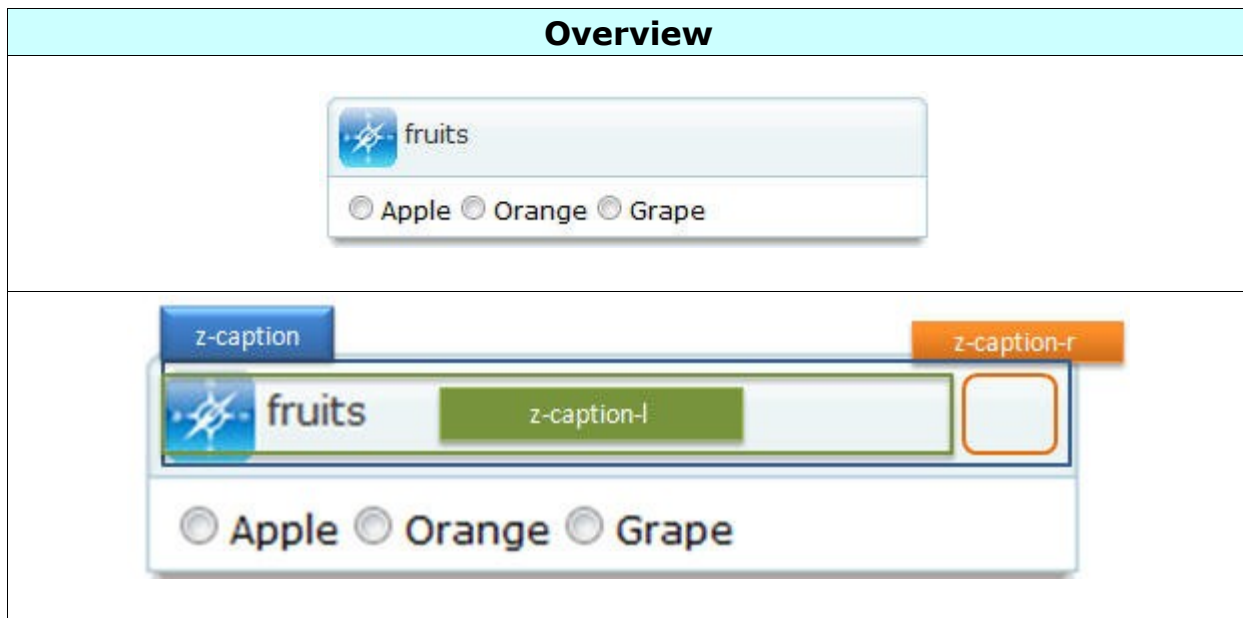 Overview
fruits
Apple Orange Grape
z-caption
z-caption-r
fruits
z-caption-l
Apple Orange Grape